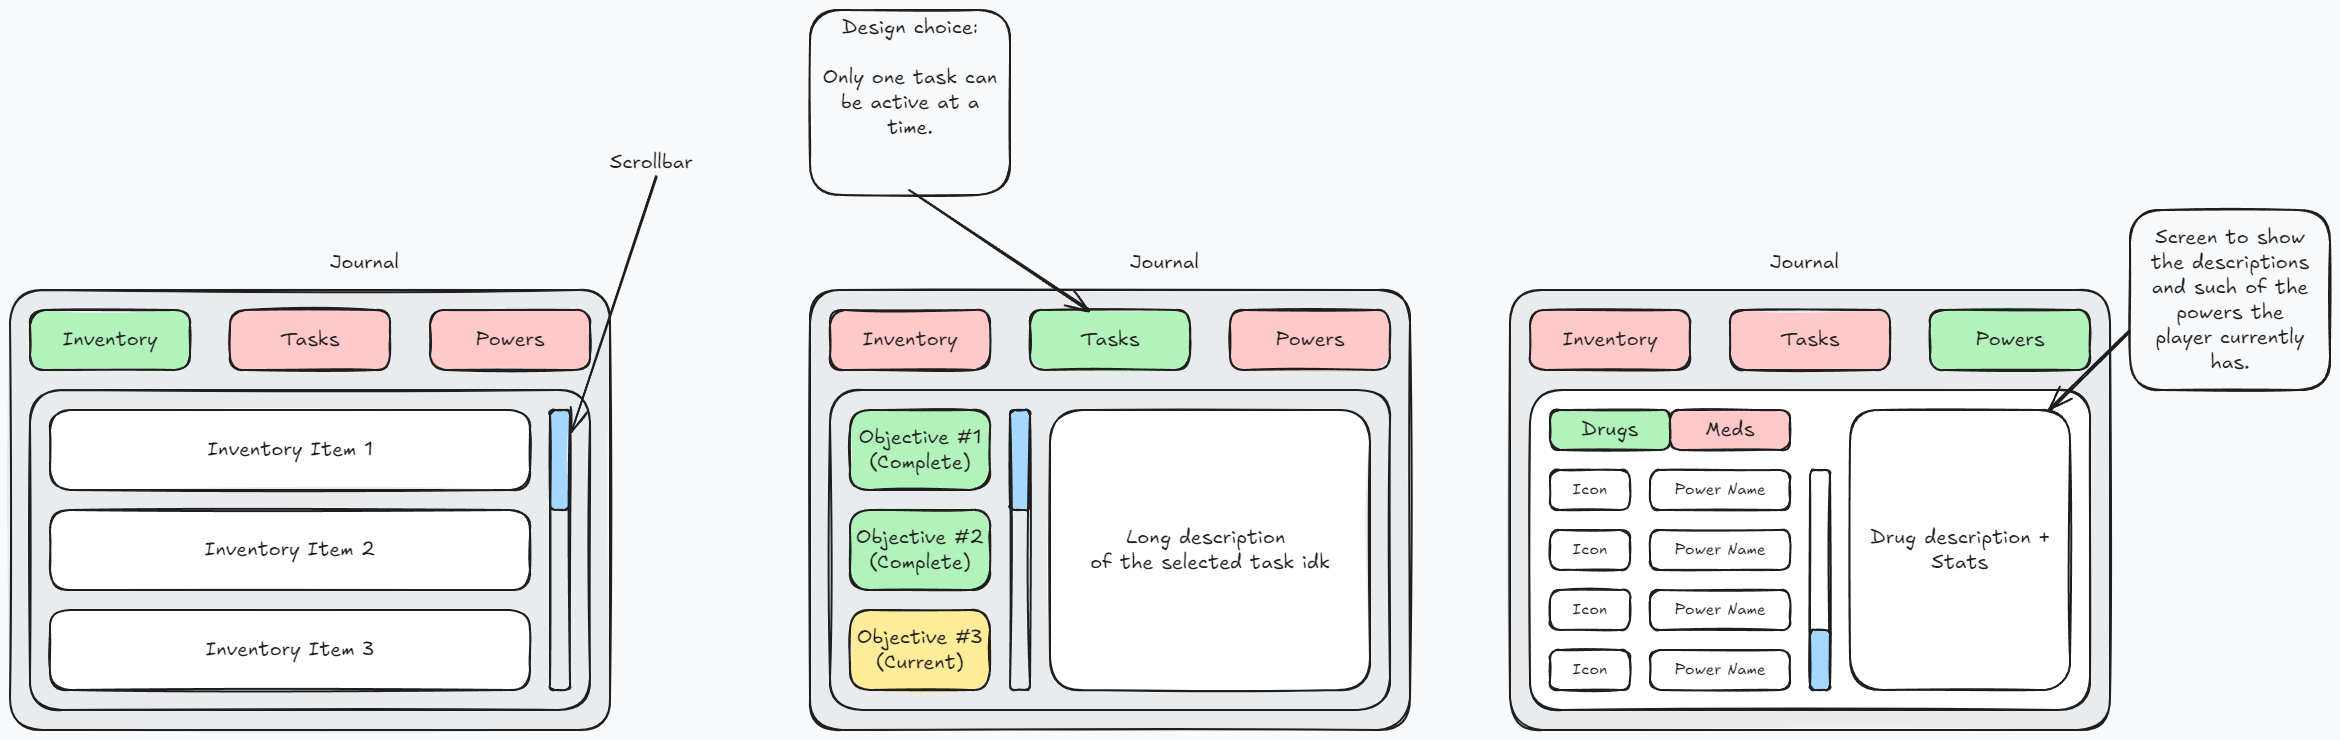 Design choice:
Only one task can
be active at a
time.
Scrollbar
Journal
Inventory
Tasks
Powers
Inventory Item 1
Inventory Item 2
Inventory Item 3
Journal
Inventory
Tasks
Powers
Objective #1
(Complete)
Objective #2
(Complete)
Objective #3
(Current)
Long description
of the selected task idk
Journal
Inventory
Tasks
Powers
Drugs
Meds
Icon
Power Name
Icon
Power Name
Icon
Power Name
Icon
Power Name
Drug description +
Stats
Screen to show
the descriptions
and such of the
powers the
player currently
has.